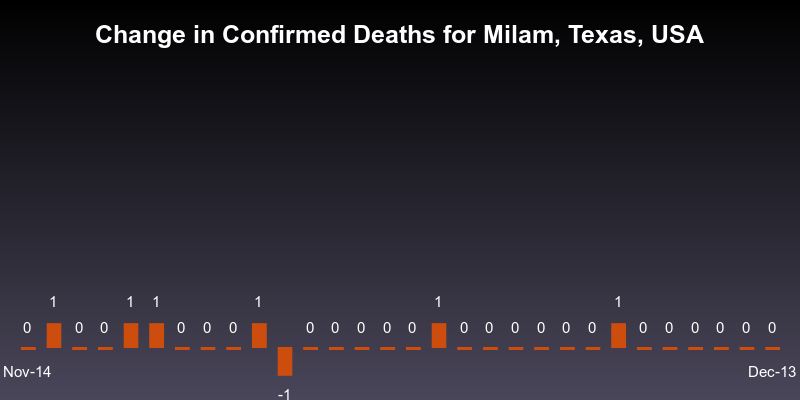 Change in Confirmed Deaths for Milam, Texas, USA
1 1 1 1 1 1
0 0 0 0 0 0 0 0 0 0 0 0 0 0 0 0 0 0 0 0 0 0 0
Nov-14 Dec-13
-1